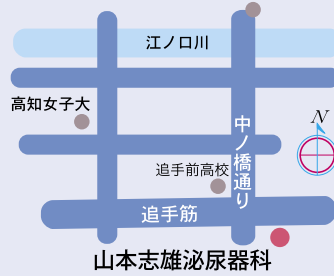 江ノ口川
高知女子大
N
中ノ橋通り
追手前高校
追手筋
山本志雄泌尿器科